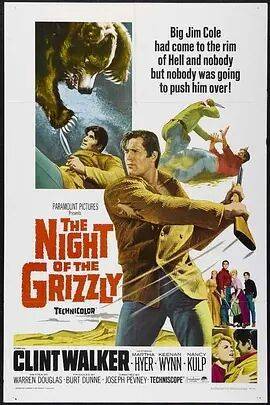 Big Jim Cole
had come to the rim
of Hell and nobody
but nobody was going
to push him over!
PARAMOUNT PICTURES
Presents
THE
NIGHT
OF THE
GRIZZLY
TECHNICOLOR
CLINT WALKER
MARTHA HYER
KEENAN WYNN
NANCY KULP
WARREN DOUGLAS
BURT DUNNE
JOSEPH PEVNEY
TECHNISCOPE